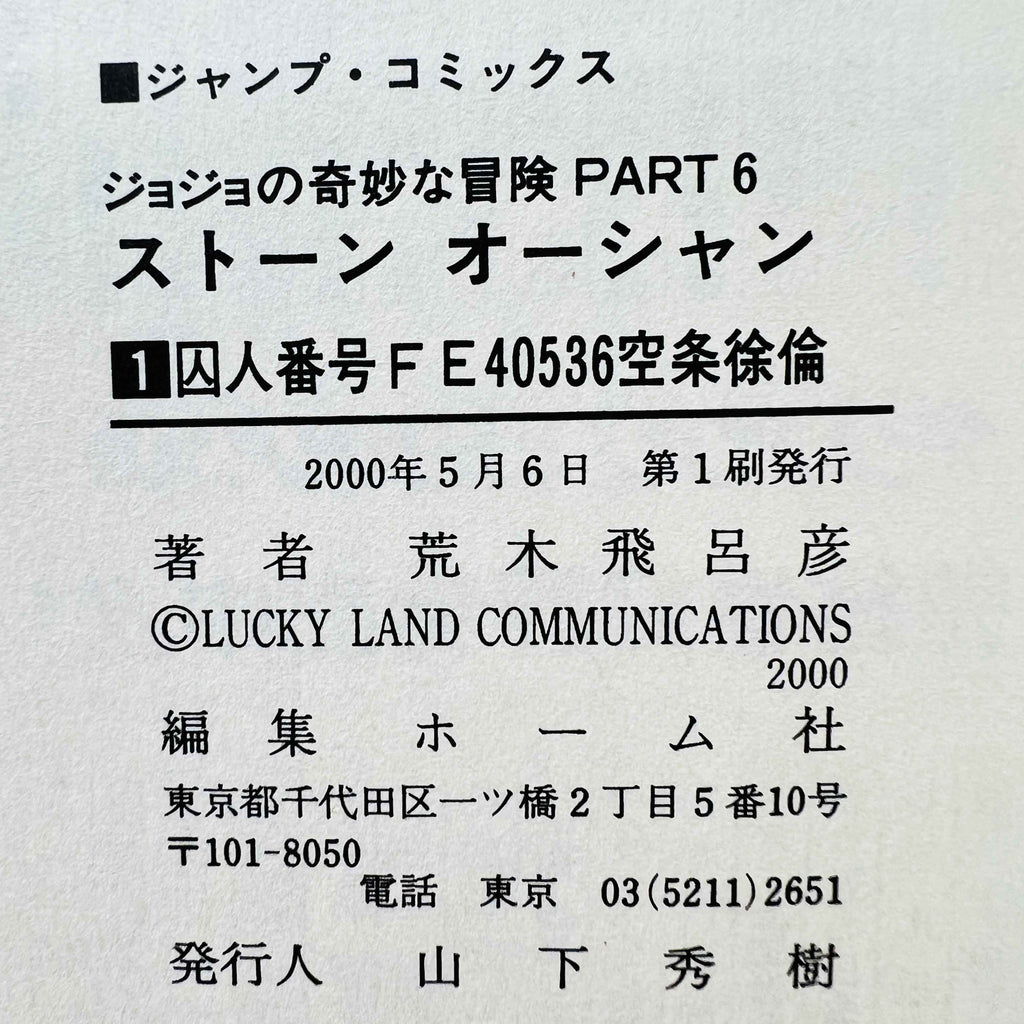 ■ジャンプ・コミックス
ジョジョの奇妙な冒険 PART 6
ストーン オーシャン
1 囚人番号ＦＥ40536空条徐倫
2000年5月6日 第1刷発行
著者 荒木飛呂彦
©LUCKY LAND COMMUNICATIONS
2000
編集 ホーム社
東京都千代田区一ツ橋2丁目5番10号
〒101-8050
電話 東京 03(5211)2651
発行人 山下秀樹